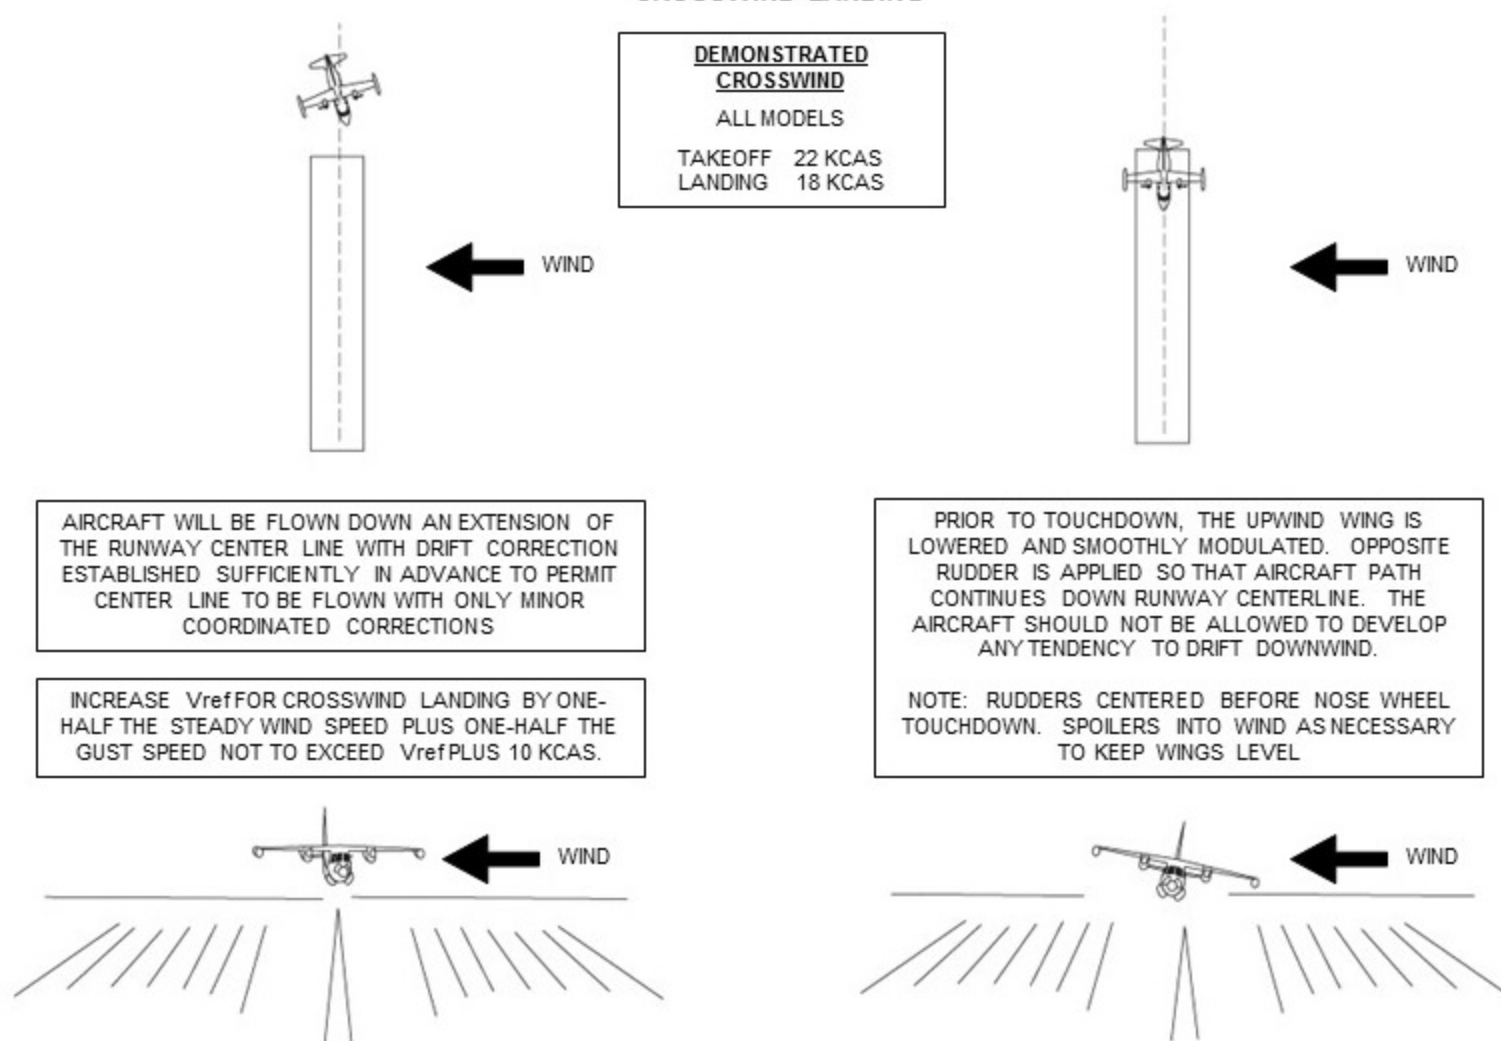 DEMONSTRATED
CROSSWIND
ALL MODELS
TAKEOFF 22 KCAS
LANDING 18 KCAS
WIND
WIND
AIRCRAFT WILL BE FLOWN DOWN AN EXTENSION OF
THE RUNWAY CENTER LINE WITH DRIFT CORRECTION
ESTABLISHED SUFFICIENTLY IN ADVANCE TO PERMIT
CENTER LINE TO BE FLOWN WITH ONLY MINOR
COORDINATED CORRECTIONS
INCREASE Vref FOR CROSSWIND LANDING BY ONE-
HALF THE STEADY WIND SPEED PLUS ONE-HALF THE
GUST SPEED NOT TO EXCEED Vref PLUS 10 KCAS.
PRIOR TO TOUCHDOWN, THE UPWIND WING IS
LOWERED AND SMOOTHLY MODULATED. OPPOSITE
RUDDER IS APPLIED SO THAT AIRCRAFT PATH
CONTINUES DOWN RUNWAY CENTERLINE. THE
AIRCRAFT SHOULD NOT BE ALLOWED TO DEVELOP
ANY TENDENCY TO DRIFT DOWNWIND.
NOTE: RUDDERS CENTERED BEFORE NOSE WHEEL
TOUCHDOWN. SPOILERS INTO WIND AS NECESSARY
TO KEEP WINGS LEVEL
WIND
WIND